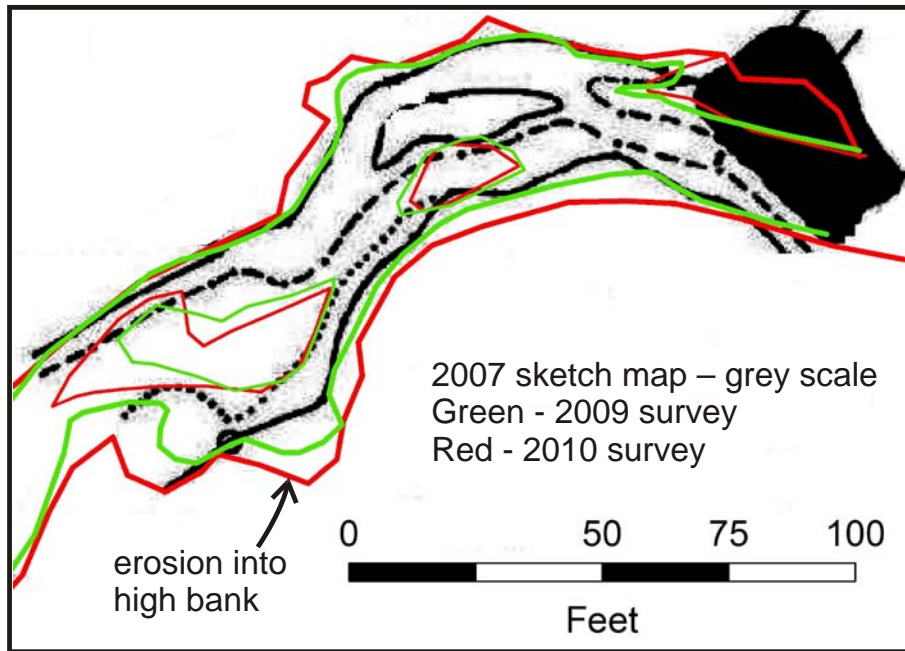 2007 sketch map – grey scale
Green - 2009 survey
Red - 2010 survey
erosion into
high bank
0 50 75 100
Feet